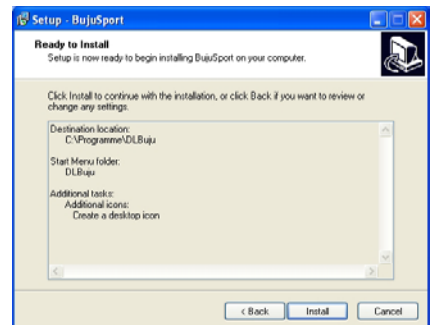 Setup - BujuSport
Ready to Install
Setup is now ready to begin installing BujuSport on your computer.
Click Install to continue with the installation, or click Back if you want to review or
change any settings.
Destination location:
C:\Programme\DLBuju
Start Menu folder:
DLBuju
Additional tasks:
Additional icons:
Create a desktop icon
< Back
Install
Cancel